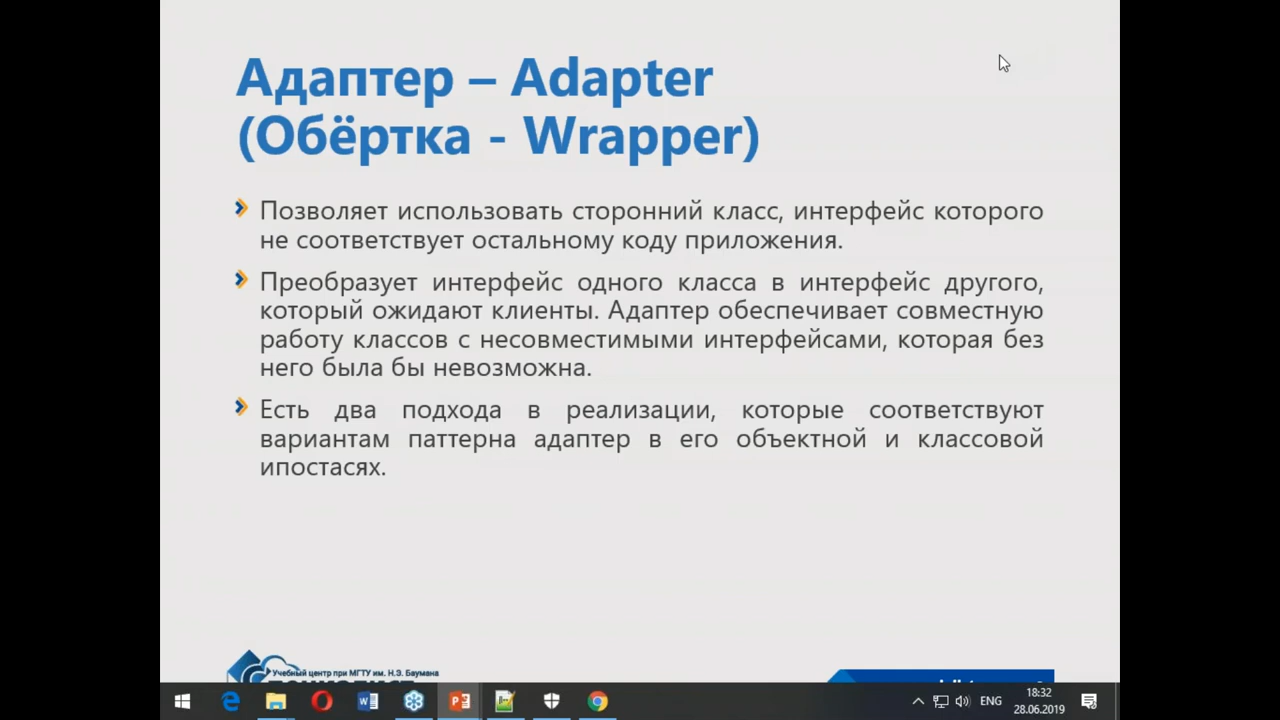 Адаптер – Adapter
(Обёртка - Wrapper)
Позволяет использовать сторонний класс, интерфейс которого
не соответствует остальному коду приложения.
Преобразует интерфейс одного класса в интерфейс другого,
который ожидают клиенты. Адаптер обеспечивает совместную
работу классов с несовместимыми интерфейсами, которая без
него была бы невозможна.
Есть два подхода в реализации, которые соответствуют
вариантам паттерна адаптер в его объектной и классовой
ипостасях.
Учебный центр при МГТУ им. Н.Э. Баумана
ENG
18:32
28.06.2019